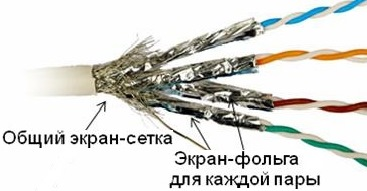 Общий экран-сетка
Экран-фольга
для каждой пары